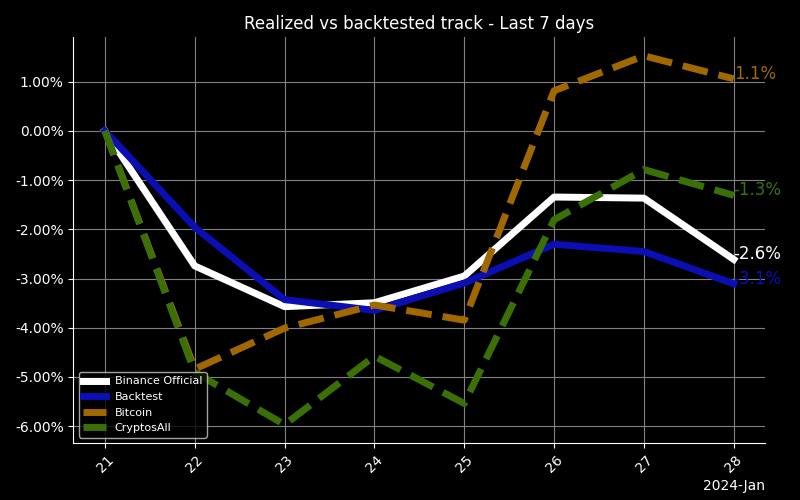 Realized vs backtested track - Last 7 days
1.00%
0.00%
-1.00%
-2.00%
-3.00%
-4.00%
-5.00%
-6.00%
1.1%
-1.3%
-2.6%
-3.1%
Binance Official
Backtest
Bitcoin
CryptosAll
21 22 23 24 25 26 27 28
2024-Jan